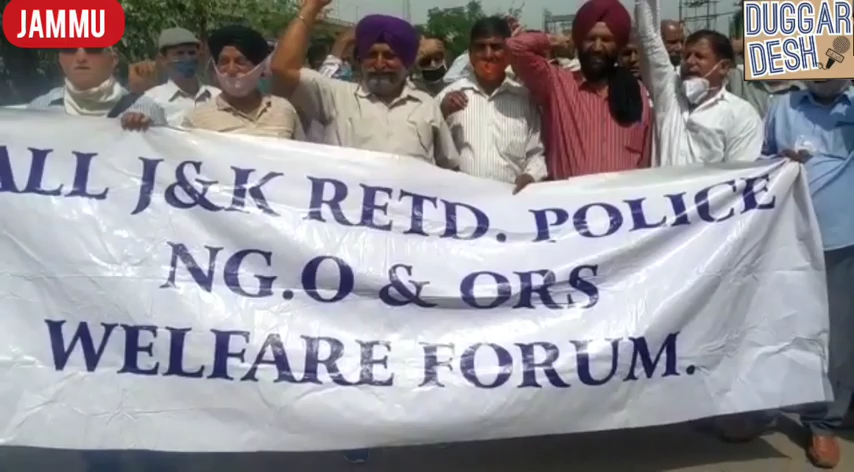 JAMMU
DUGGAR
DESH
ALL J&K RETD. POLICE
NG.O & ORS
WELFARE FORUM.